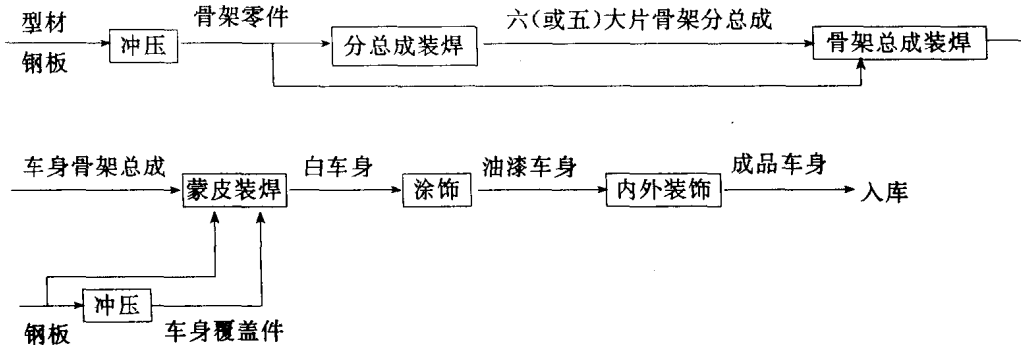 型材
钢板
冲压
骨架零件
分总成装焊
六(或五)大片骨架分总成
骨架总成装焊
车身骨架总成
蒙皮装焊
白车身
涂饰
油漆车身
内外装饰
成品车身
入库
钢板
冲压
车身覆盖件